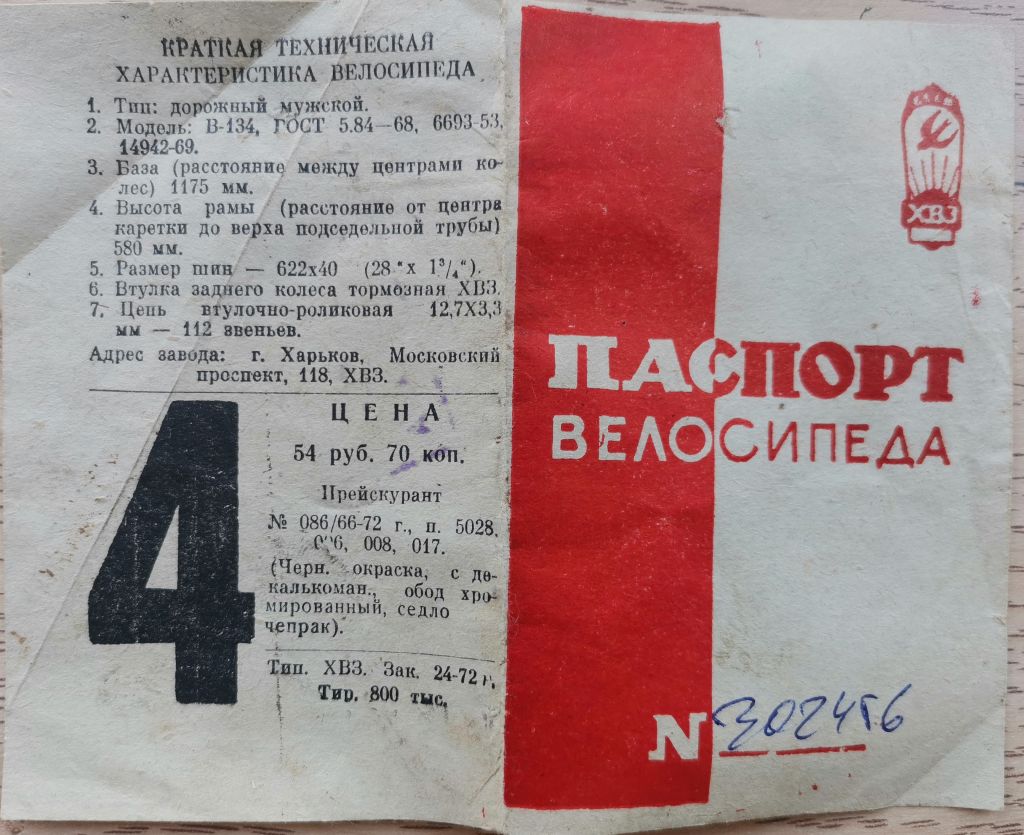 КРАТКАЯ ТЕХНИЧЕСКАЯ
ХАРАКТЕРИСТИКА ВЕЛОСИПЕДА
1. Тип: дорожный мужской.
2. Модель: В-134, ГОСТ 5.84—68, 6693-53,
14942-69.
3. База (расстояние между центрами ко-
лес) 1175 мм.
4. Высота рамы (расстояние от центра
каретки до верха подседельной трубы)
580 мм.
5. Размер шин — 622х40 (28 "х 1³/₄").
6. Втулка заднего колеса тормозная ХВЗ.
7. Цепь втулочно-роликовая 12,7Х3,3
мм — 112 звеньев.
Адрес завода: г. Харьков, Московский
проспект, 118, ХВЗ.
4
ЦЕНА
54 руб. 70 коп.
Прейскурант
№ 086/66-72 г., п. 5028,
008, 017.
(Черн. окраска, с де-
калькоман., обод хро-
мированный, седло
чепрак).
Тип. ХВЗ. Зак. 24-72 г.
Тир. 800 тыс.
ХВЗ
ПАСПОРТ
ВЕЛОСИПЕДА
N 302456